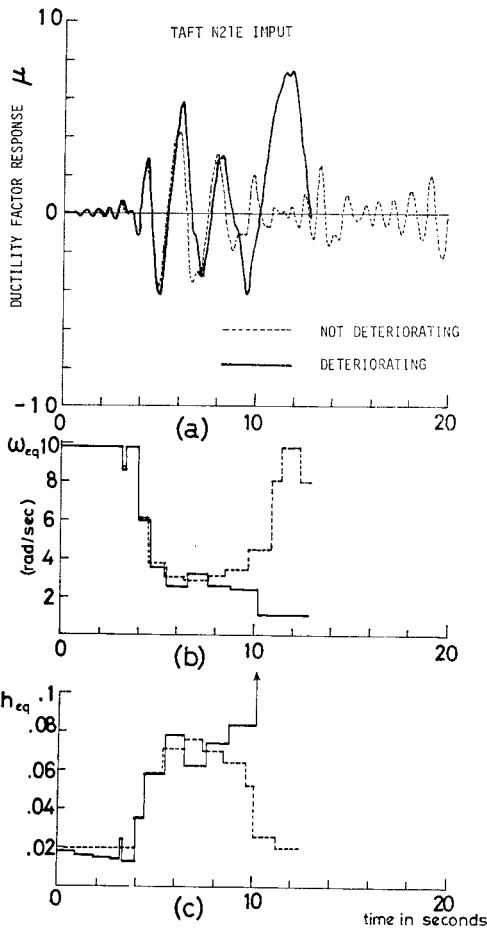 10
TAFT N21E IMPUT
DUCTILITY FACTOR RESPONSE μ
0
NOT DETERIORATING
DETERIORATING
-10
0
10
20
(a)
ω eq
(rad/sec)
10
8
6
4
2
0
10
20
(b)
h eq
.1
.08
.06
.04
.02
0
10
20
(c)
time in seconds